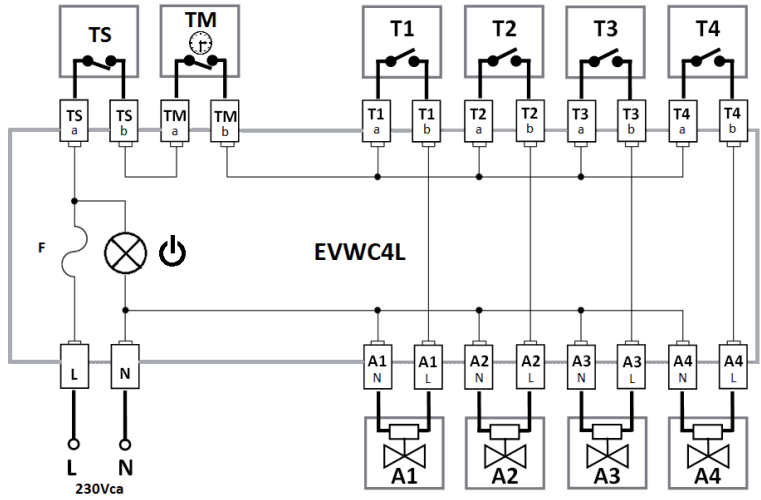 TS TM T1 T2 T3 T4
TS a TS b TM a TM b T1 a T1 b T2 a T2 b T3 a T3 b T4 a T4 b
F EVWC4L
L N A1 N A1 L A2 N A2 L A3 N A3 L A4 N A4 L
L N A1 A2 A3 A4
230Vca